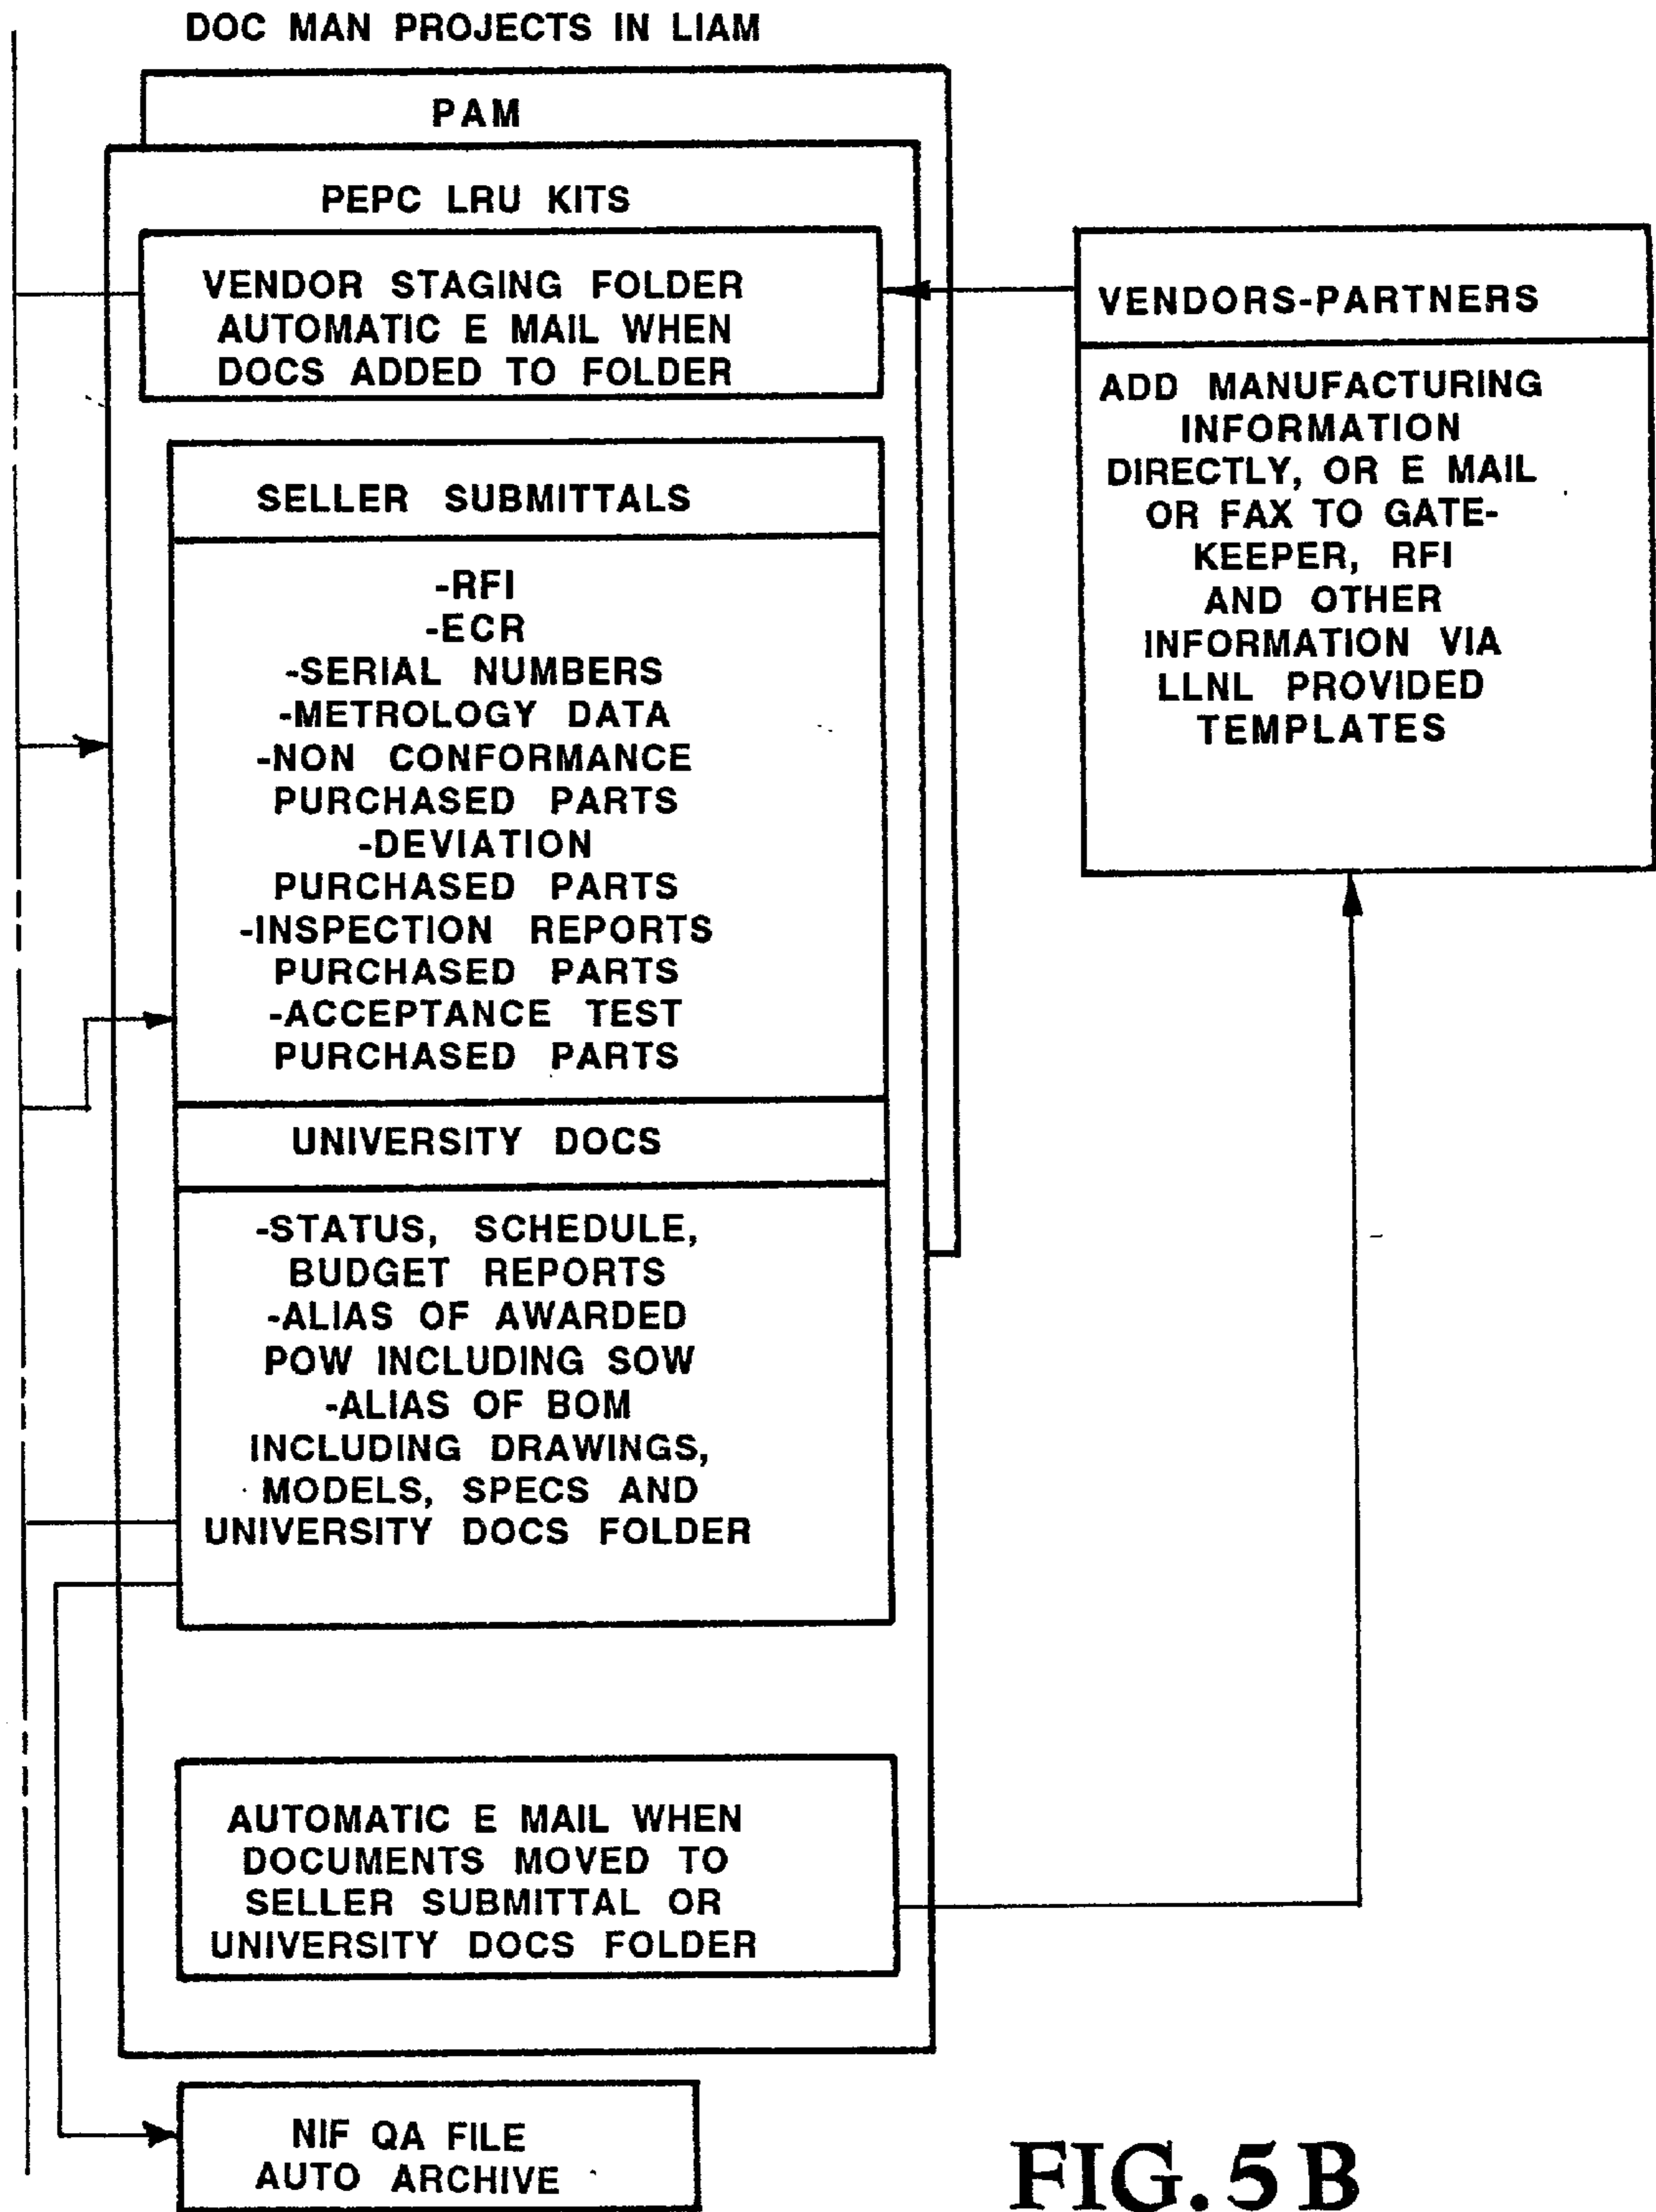 DOC MAN PROJECTS IN LIAM
PAM
PEPC LRU KITS
VENDOR STAGING FOLDER
AUTOMATIC E MAIL WHEN
DOCS ADDED TO FOLDER
SELLER SUBMITTALS
-RFI
-ECR
-SERIAL NUMBERS
-METROLOGY DATA
-NON CONFORMANCE
PURCHASED PARTS
-DEVIATION
PURCHASED PARTS
-INSPECTION REPORTS
PURCHASED PARTS
-ACCEPTANCE TEST
PURCHASED PARTS
UNIVERSITY DOCS
-STATUS, SCHEDULE,
BUDGET REPORTS
-ALIAS OF AWARDED
POW INCLUDING SOW
-ALIAS OF BOM
INCLUDING DRAWINGS,
MODELS, SPECS AND
UNIVERSITY DOCS FOLDER
AUTOMATIC E MAIL WHEN
DOCUMENTS MOVED TO
SELLER SUBMITTAL OR
UNIVERSITY DOCS FOLDER
NIF QA FILE
AUTO ARCHIVE
VENDORS-PARTNERS
ADD MANUFACTURING
INFORMATION
DIRECTLY, OR E MAIL
OR FAX TO GATE-
KEEPER, RFI
AND OTHER
INFORMATION VIA
LLNL PROVIDED
TEMPLATES
FIG. 5 B